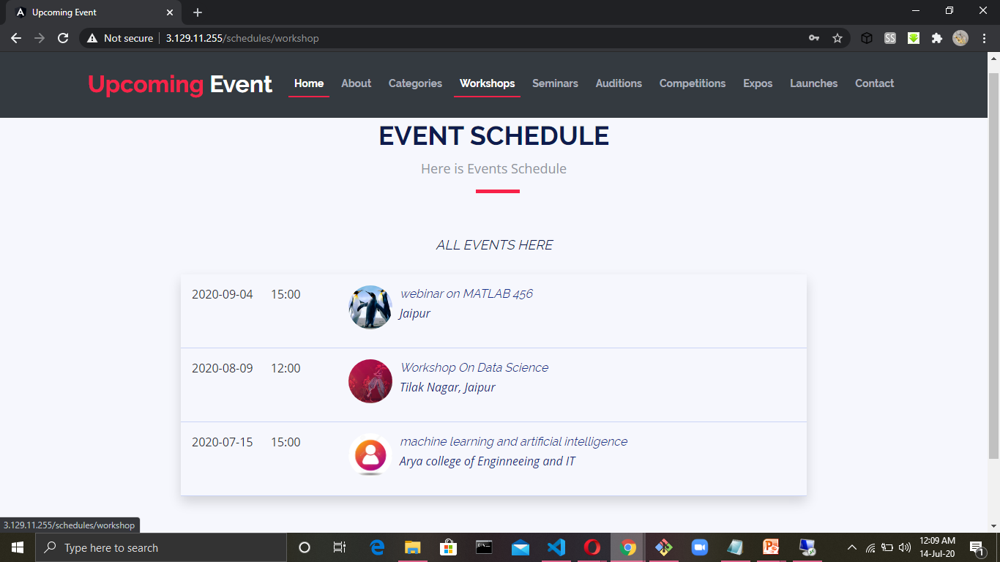 Upcoming Event
Not secure
3.129.11.255/schedules/workshop
SS
Upcoming Event
Home About Categories Workshops Seminars Auditions Competitions Expos Launches Contact
EVENT SCHEDULE
Here is Events Schedule
ALL EVENTS HERE
2020-09-04 15:00 webinar on MATLAB 456
Jaipur
2020-08-09 12:00 Workshop On Data Science
Tilak Nagar, Jaipur
2020-07-15 15:00 machine learning and artificial intelligence
Arya college of Enginneeing and IT
3.129.11.255/schedules/workshop
Type here to search
12:09 AM
14-Jul-20
1